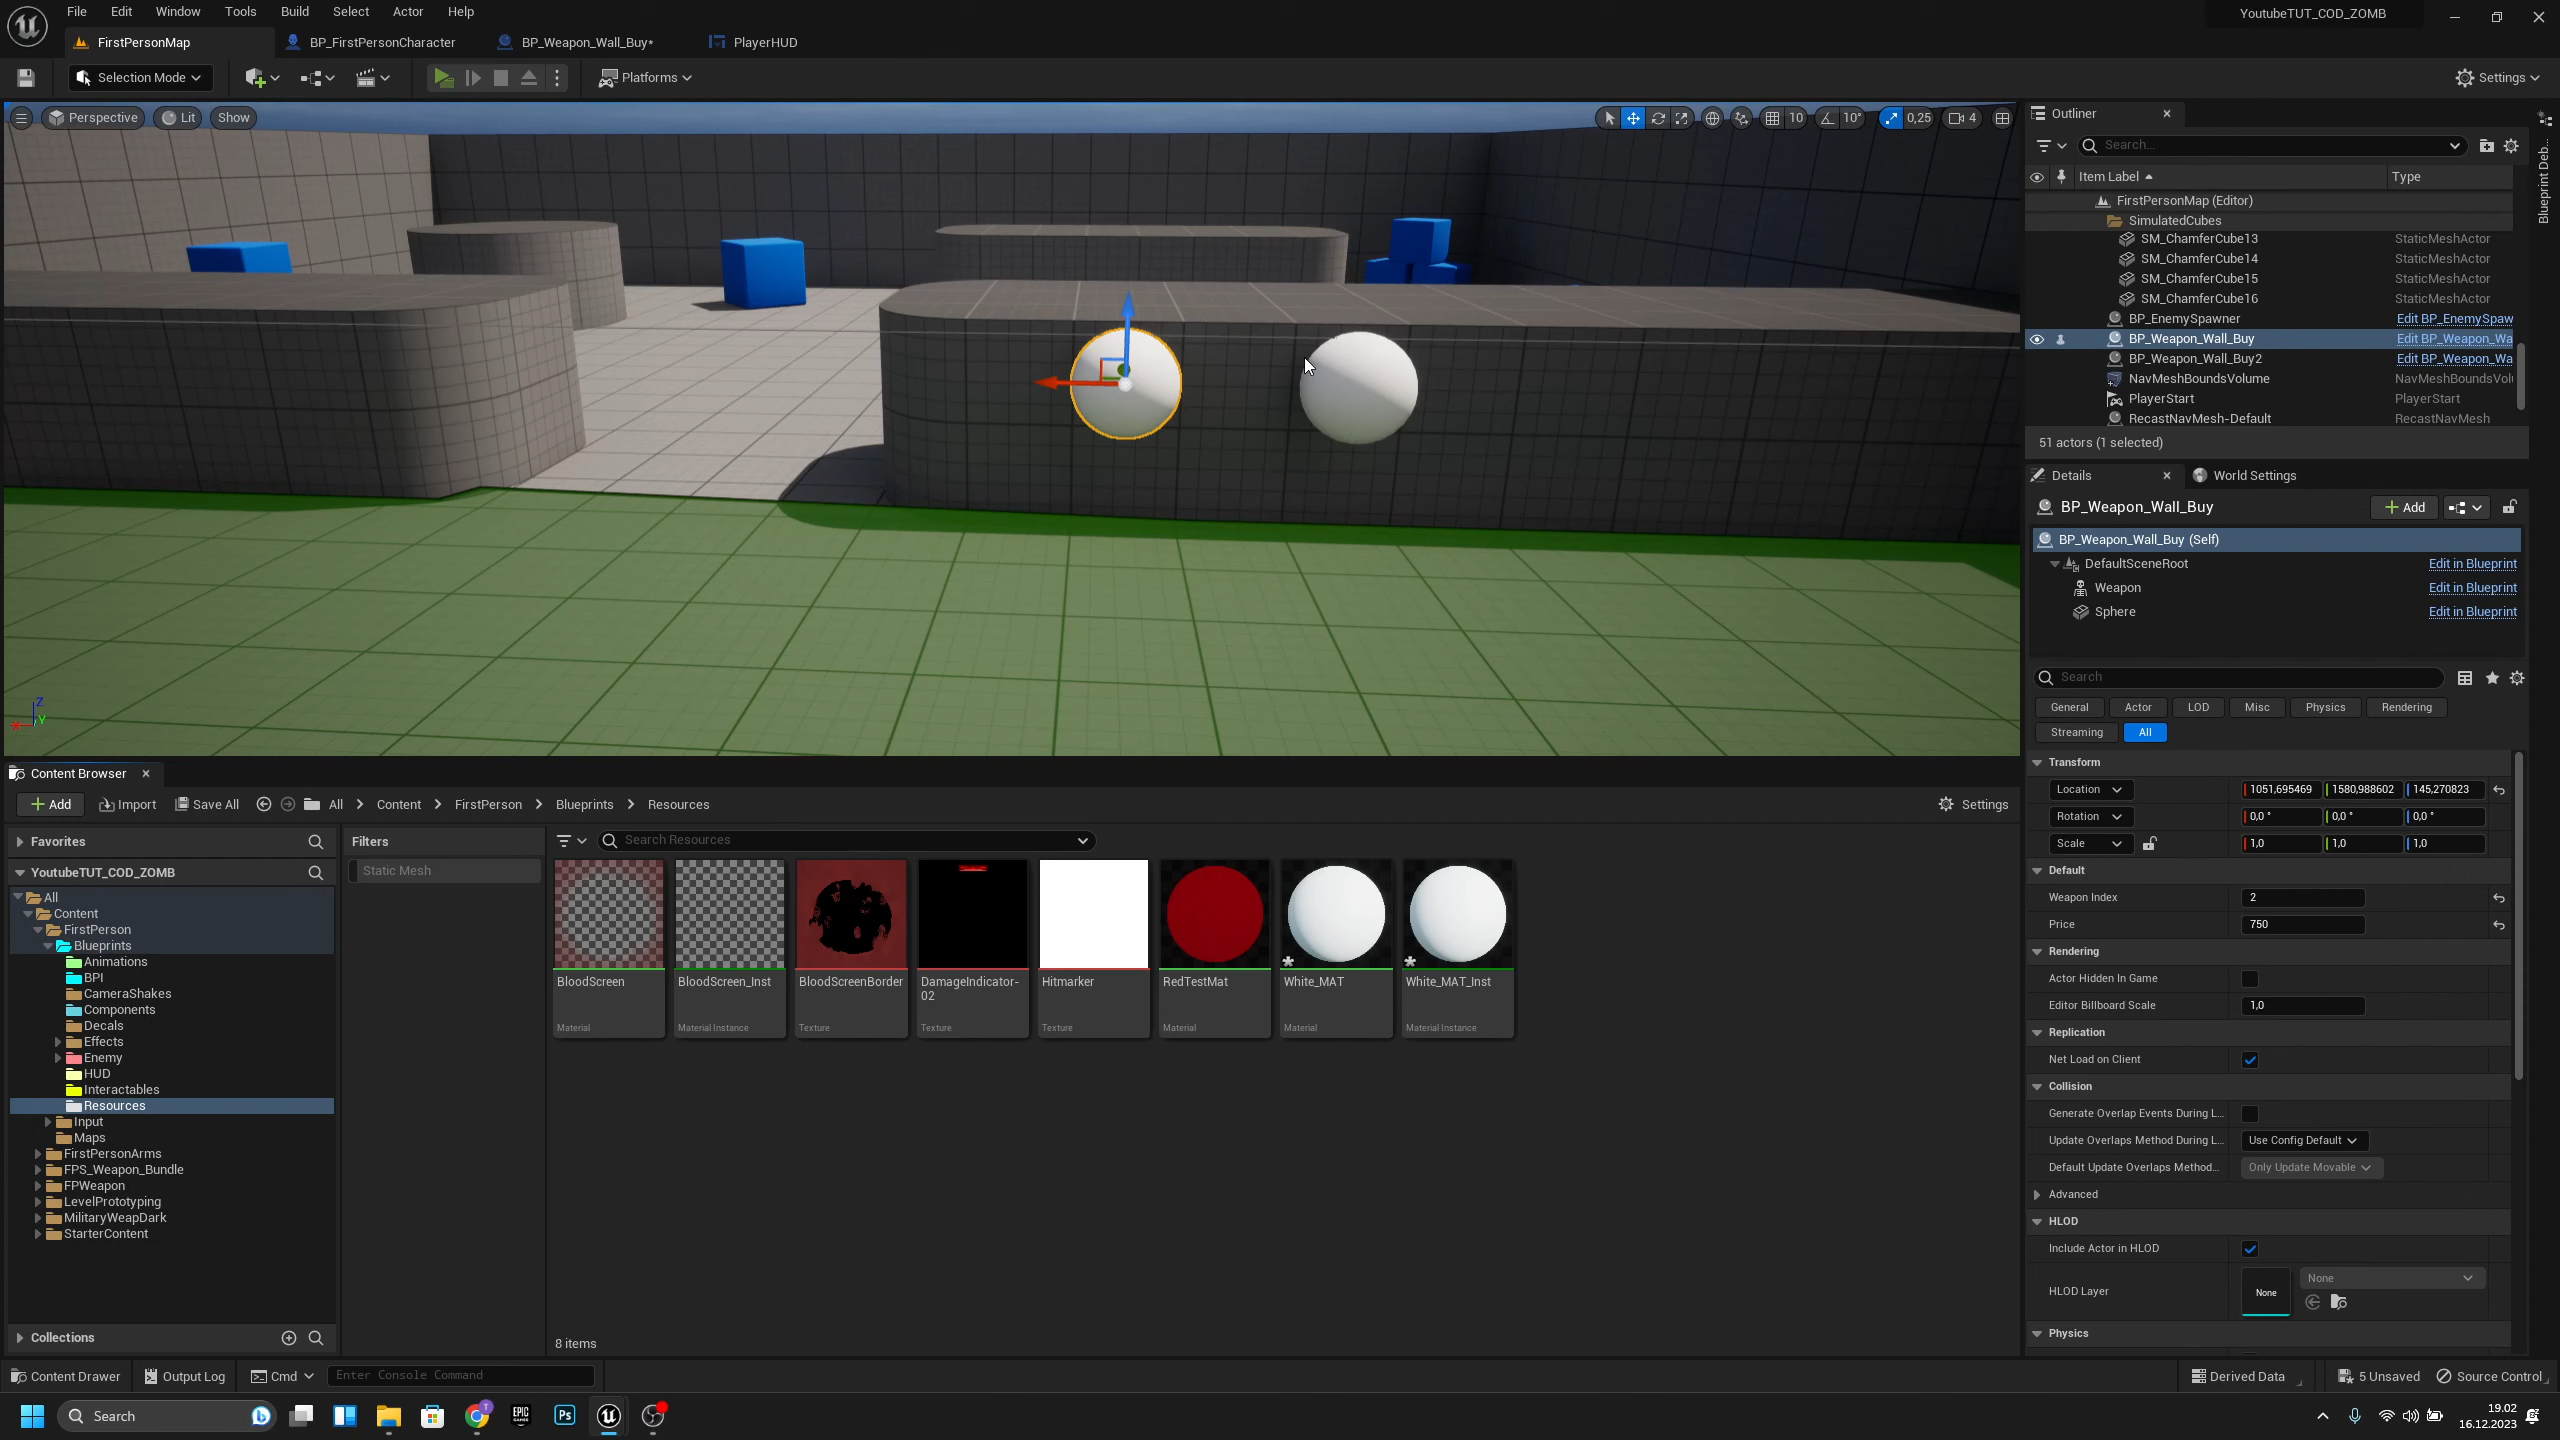 File Edit Window Tools Build Select Actor Help
YoutubeTUT_COD_ZOMB
FirstPersonMap BP_FirstPersonCharacter BP_Weapon_Wall_Buy* PlayerHUD
Selection Mode Platforms Settings
Perspective Lit Show 10 10° 0,25 4
Outliner
Search...
Item Label Type
FirstPersonMap (Editor)
SimulatedCubes
SM_ChamferCube13 StaticMeshActor
SM_ChamferCube14 StaticMeshActor
SM_ChamferCube15 StaticMeshActor
SM_ChamferCube16 StaticMeshActor
BP_EnemySpawner Edit BP_EnemySpaw
BP_Weapon_Wall_Buy Edit BP_Weapon_Wa
BP_Weapon_Wall_Buy2 Edit BP_Weapon_Wa
NavMeshBoundsVolume NavMeshBoundsVolu
PlayerStart PlayerStart
RecastNavMesh-Default RecastNavMesh
51 actors (1 selected)
Blueprint Deb...
Details World Settings
BP_Weapon_Wall_Buy Add
BP_Weapon_Wall_Buy (Self)
DefaultSceneRoot Edit in Blueprint
Weapon Edit in Blueprint
Sphere Edit in Blueprint
Search
General Actor LOD Misc Physics Rendering
Streaming All
Transform
Location 1051,695469 1580,988602 145,270823
Rotation 0,0 ° 0,0 ° 0,0 °
Scale 1,0 1,0 1,0
Default
Weapon Index 2
Price 750
Rendering
Actor Hidden In Game
Editor Billboard Scale 1,0
Replication
Net Load on Client
Collision
Generate Overlap Events During L...
Update Overlaps Method During L... Use Config Default
Default Update Overlaps Method... Only Update Movable
Advanced
HLOD
Include Actor in HLOD
HLOD Layer None None
Physics
Z
X Y
Content Browser
Add Import Save All All Content FirstPerson Blueprints Resources Settings
Favorites
YoutubeTUT_COD_ZOMB
All
Content
FirstPerson
Blueprints
Animations
BPI
CameraShakes
Components
Decals
Effects
Enemy
HUD
Interactables
Resources
Input
Maps
FirstPersonArms
FPS_Weapon_Bundle
FPWeapon
LevelPrototyping
MilitaryWeapDark
StarterContent
Collections
Filters
Static Mesh
Search Resources
BloodScreen
Material
BloodScreen_Inst
Material Instance
BloodScreenBorder
Texture
DamageIndicator-
02
Texture
Hitmarker
Texture
RedTestMat
Material
White_MAT
Material
White_MAT_Inst
Material Instance
8 items
Content Drawer Output Log Cmd Enter Console Command Derived Data 5 Unsaved Source Control
Search
EPIC
GAMES
Ps
T
19.02
16.12.2023